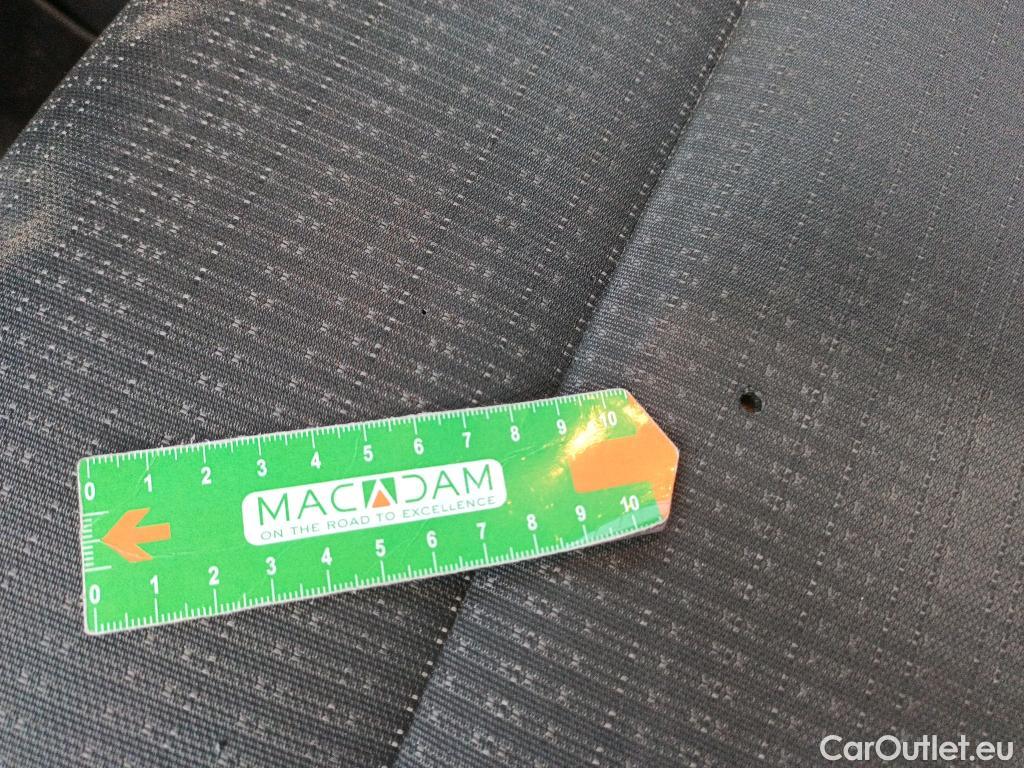 0 1 2 3 4 5 6 7 8 9 10
MACADAM
ON THE ROAD TO EXCELLENCE
0 1 2 3 4 5 6 7 8 9 10
CarOutlet.eu